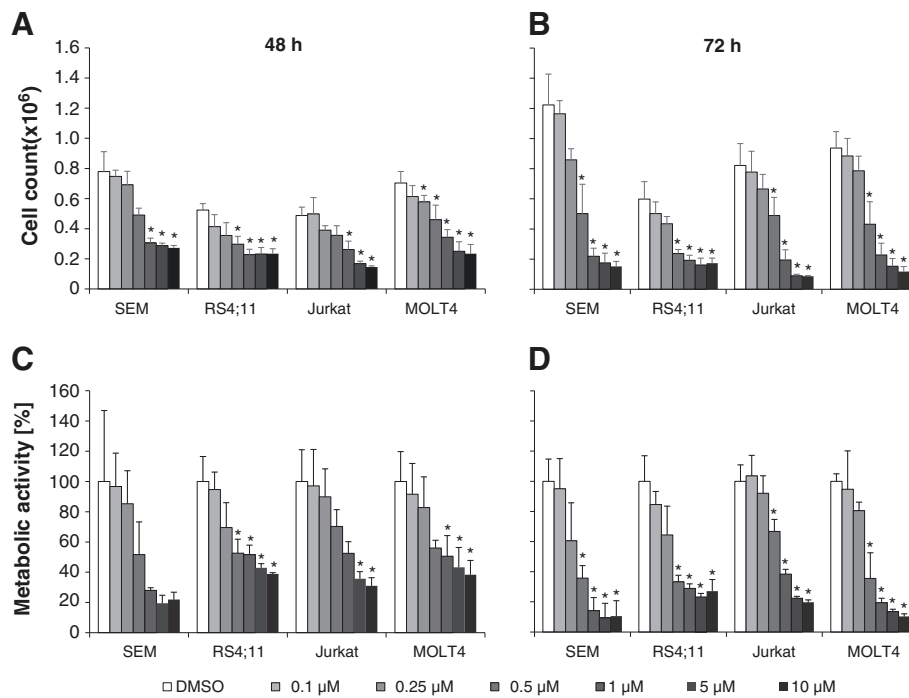 A
48 h
B
72 h
Cell count(x10⁶)
1.6
1.4
1.2
1.0
0.8
0.6
0.4
0.2
0
* * *
* * * *
* * *
* * * * *
SEM RS4;11 Jurkat MOLT4
* * * *
* * * *
* * * *
* * * *
SEM RS4;11 Jurkat MOLT4
C
D
Metabolic activity [%]
160
140
120
100
80
60
40
20
0
* * * *
* *
* * *
SEM RS4;11 Jurkat MOLT4
* * * *
* * * *
* * * *
* * * *
SEM RS4;11 Jurkat MOLT4
DMSO 0.1 µM 0.25 µM 0.5 µM 1 µM 5 µM 10 µM